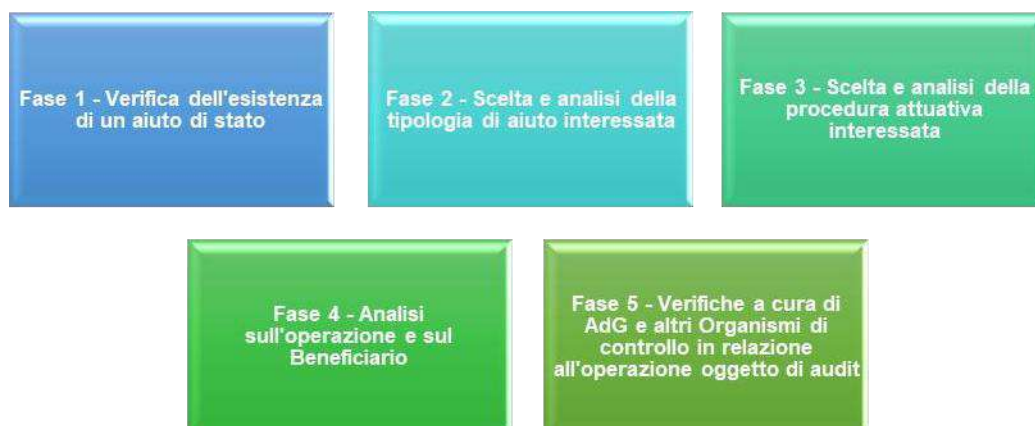 Fase 1 - Verifica dell'esistenza
di un aiuto di stato
Fase 2 - Scelta e analisi della
tipologia di aiuto interessata
Fase 3 - Scelta e analisi della
procedura attuativa
interessata
Fase 4 - Analisi
sull'operazione e sul
Beneficiario
Fase 5 - Verifiche a cura di
AdG e altri Organismi di
controllo in relazione
all'operazione oggetto di audit